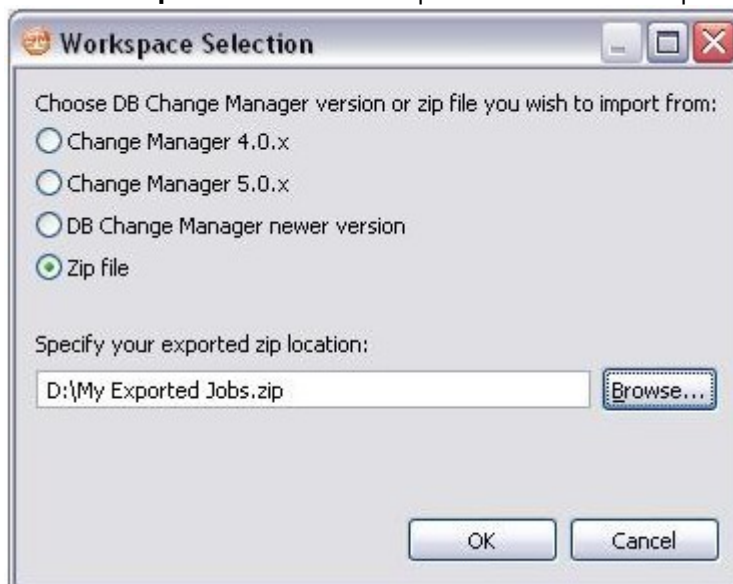 Workspace Selection
Choose DB Change Manager version or zip file you wish to import from:
Change Manager 4.0.x
Change Manager 5.0.x
DB Change Manager newer version
Zip file
Specify your exported zip location:
D:\My Exported Jobs.zip
Browse...
OK
Cancel